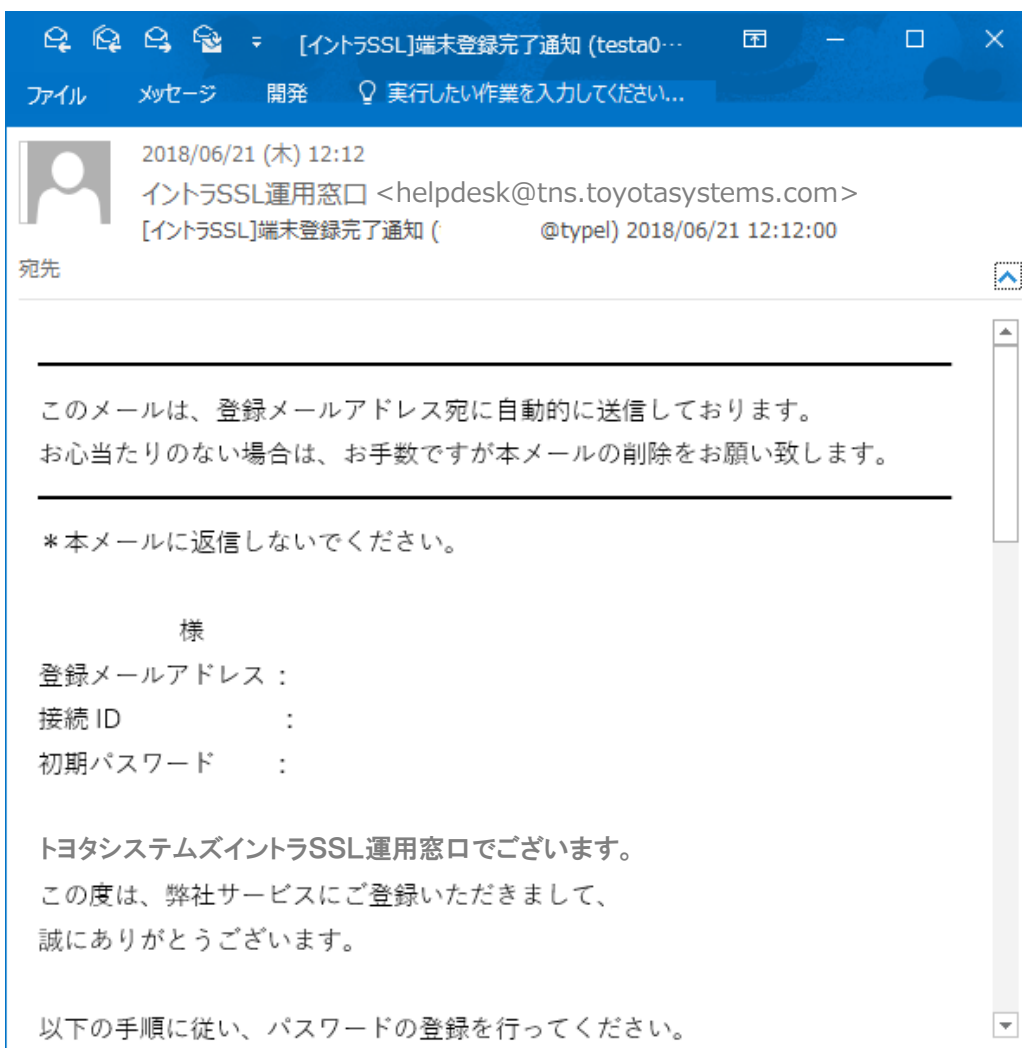 [イントラSSL]端末登録完了通知 (testa0…
ファイル メッセージ 開発 実行したい作業を入力してください...
2018/06/21 (木) 12:12
イントラSSL運用窓口 <helpdesk@tns.toyotasystems.com>
[イントラSSL]端末登録完了通知 ( @typel) 2018/06/21 12:12:00
宛先
このメールは、登録メールアドレス宛に自動的に送信しております。
お心当たりのない場合は、お手数ですが本メールの削除をお願い致します。
＊本メールに返信しないでください。
様
登録メールアドレス：
接続 ID ：
初期パスワード ：
トヨタシステムズイントラSSL運用窓口でございます。
この度は、弊社サービスにご登録いただきまして、
誠にありがとうございます。
以下の手順に従い、パスワードの登録を行ってください。